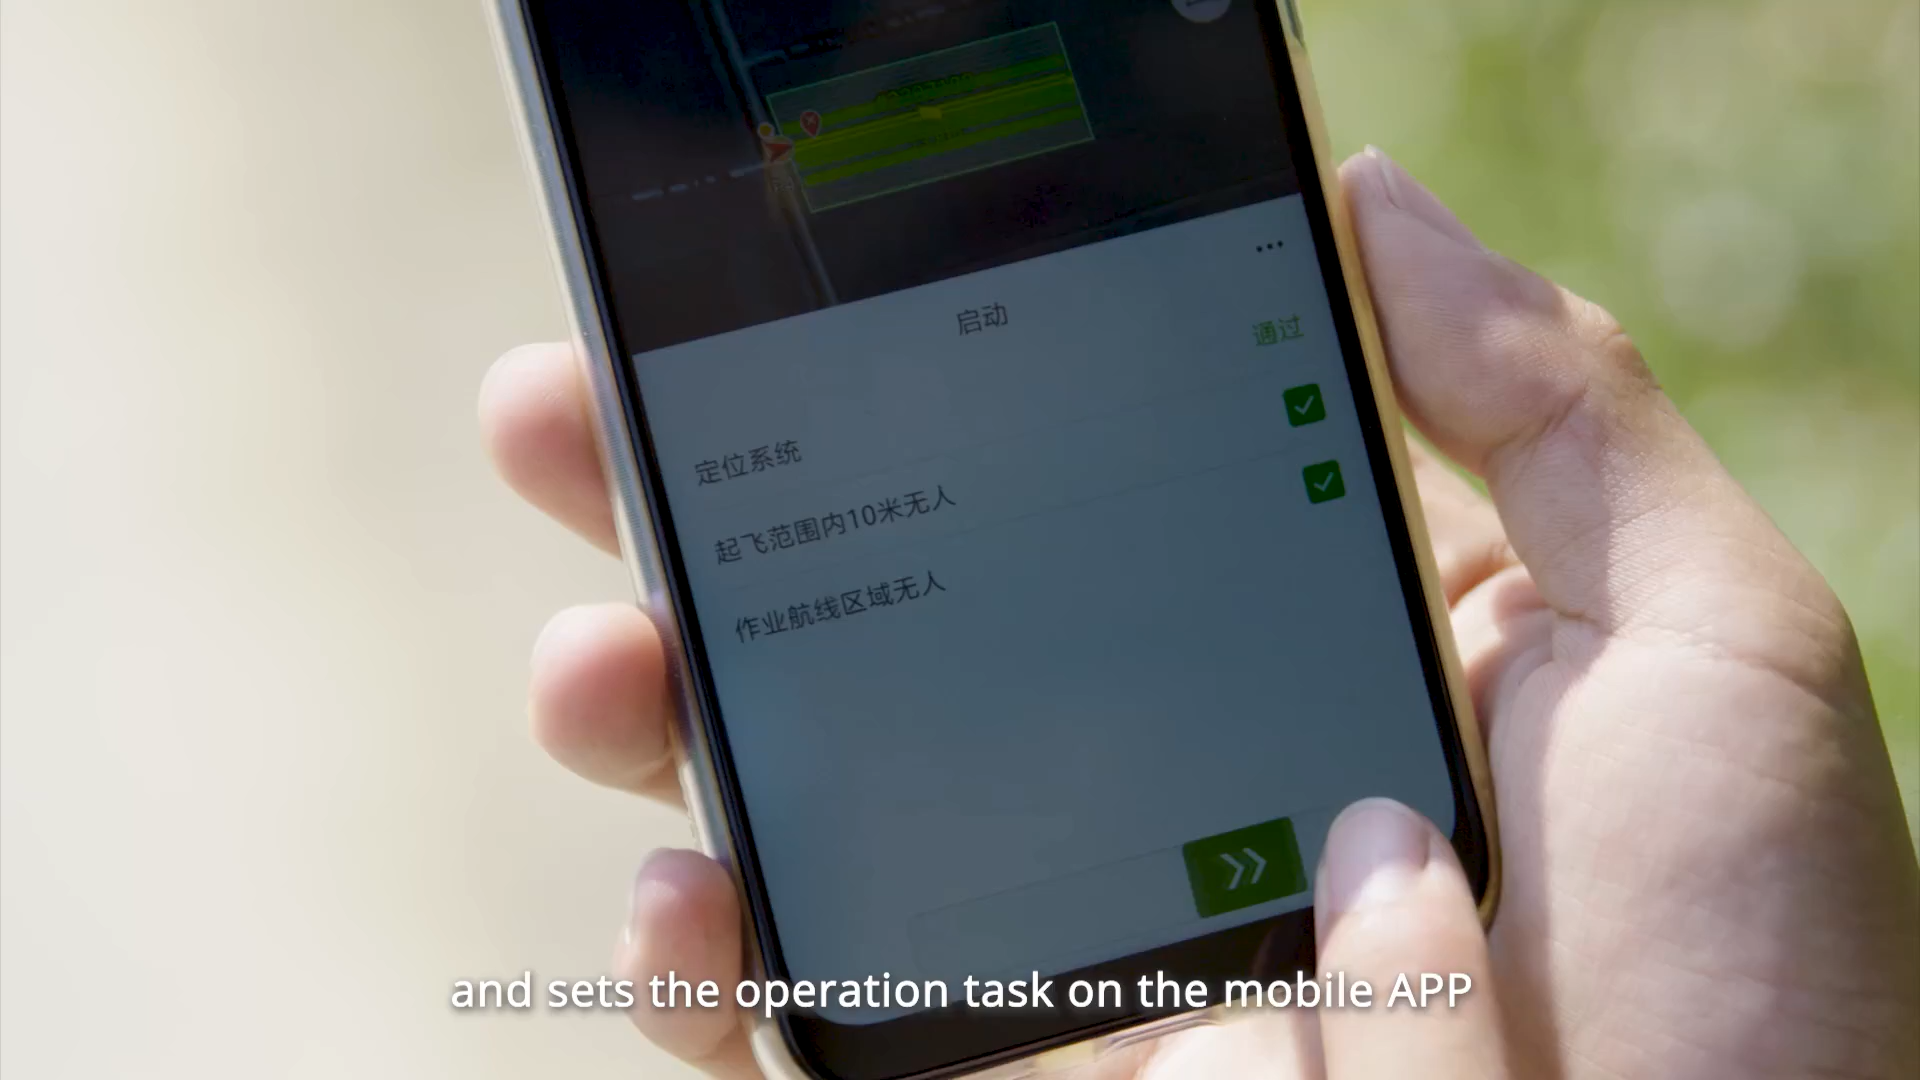 启动
通过
定位系统
起飞范围内10米无人
作业航线区域无人
and sets the operation task on the mobile APP